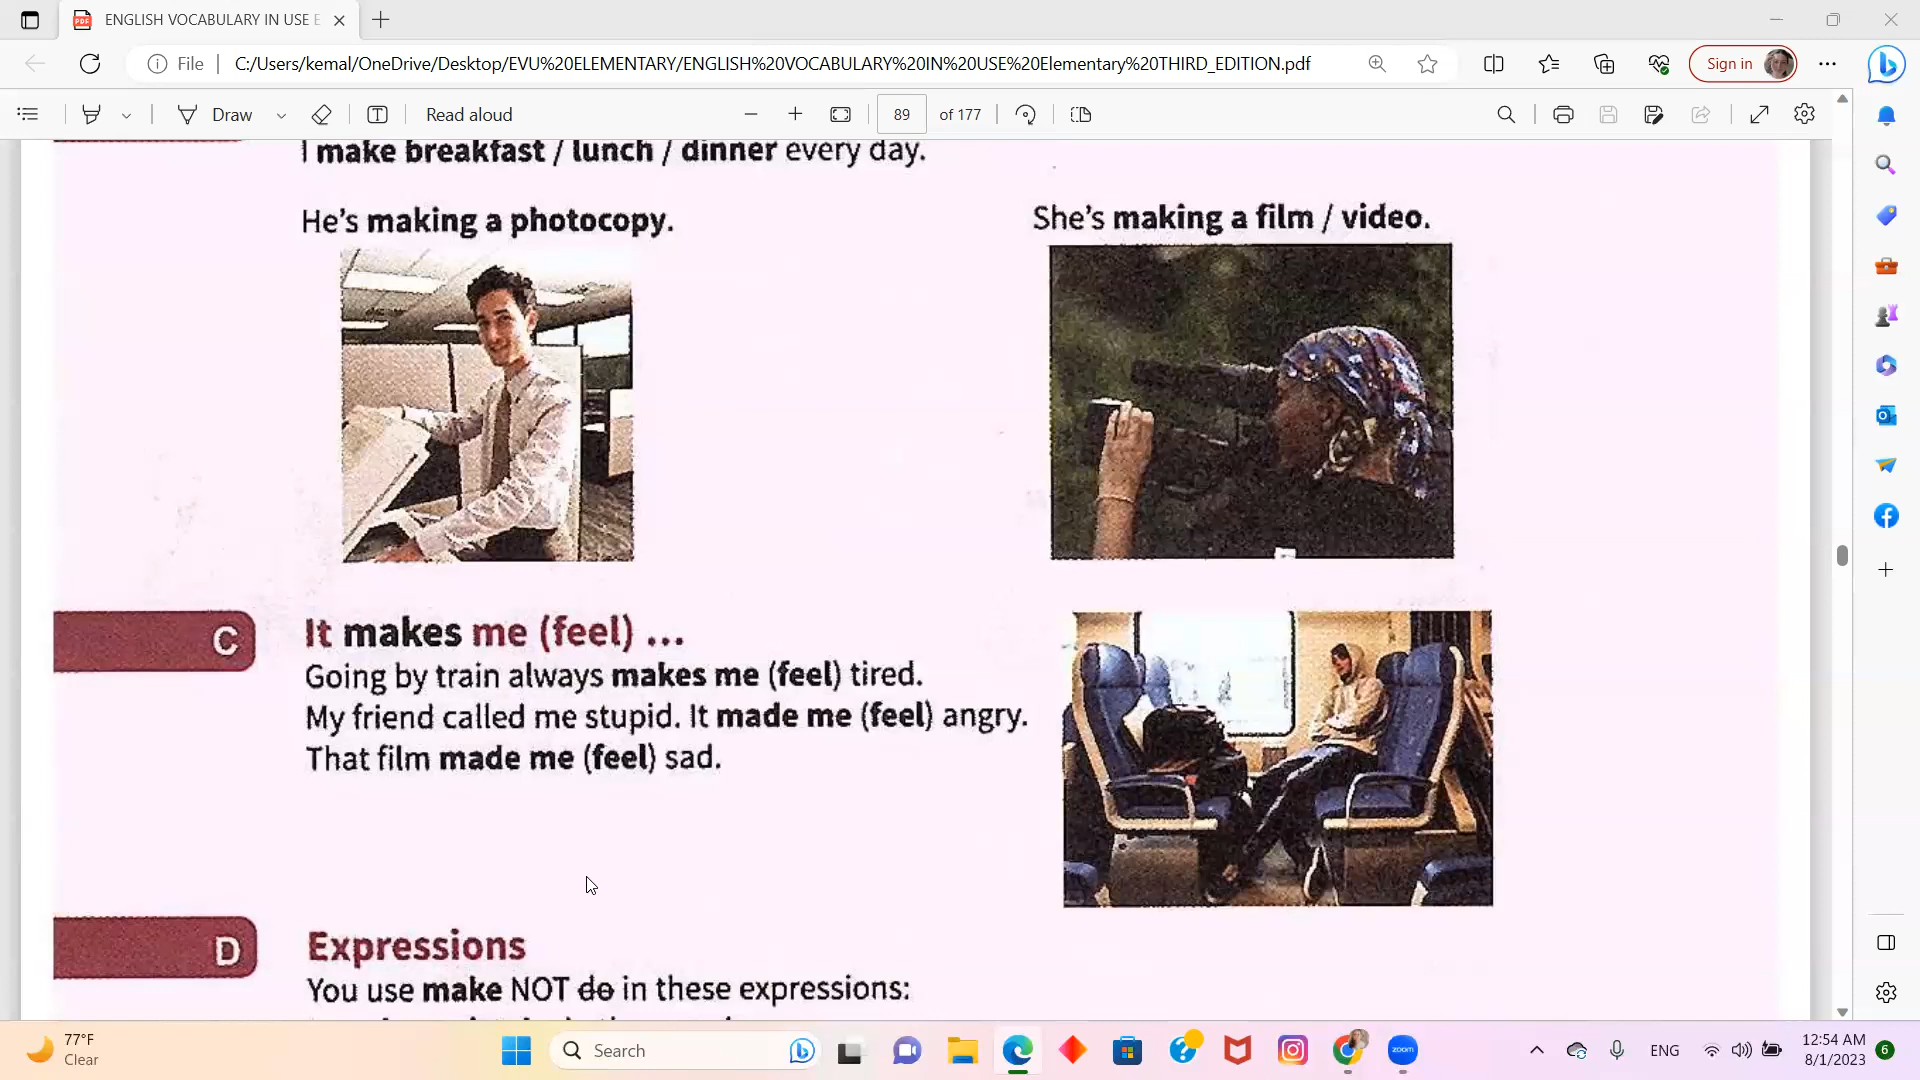 ENGLISH VOCABULARY IN USE E
File
C:/Users/kemal/OneDrive/Desktop/EVU%20ELEMENTARY/ENGLISH%20VOCABULARY%20IN%20USE%20Elementary%20THIRD_EDITION.pdf
Sign in
Draw
Read aloud
89 of 177
I make breakfast / lunch / dinner every day.
He's making a photocopy.
She's making a film / video.
C
It makes me (feel) ...
Going by train always makes me (feel) tired.
My friend called me stupid. It made me (feel) angry.
That film made me (feel) sad.
D
Expressions
You use make NOT do in these expressions:
77°F
Clear
Search
zoom
ENG
12:54 AM
8/1/2023
6